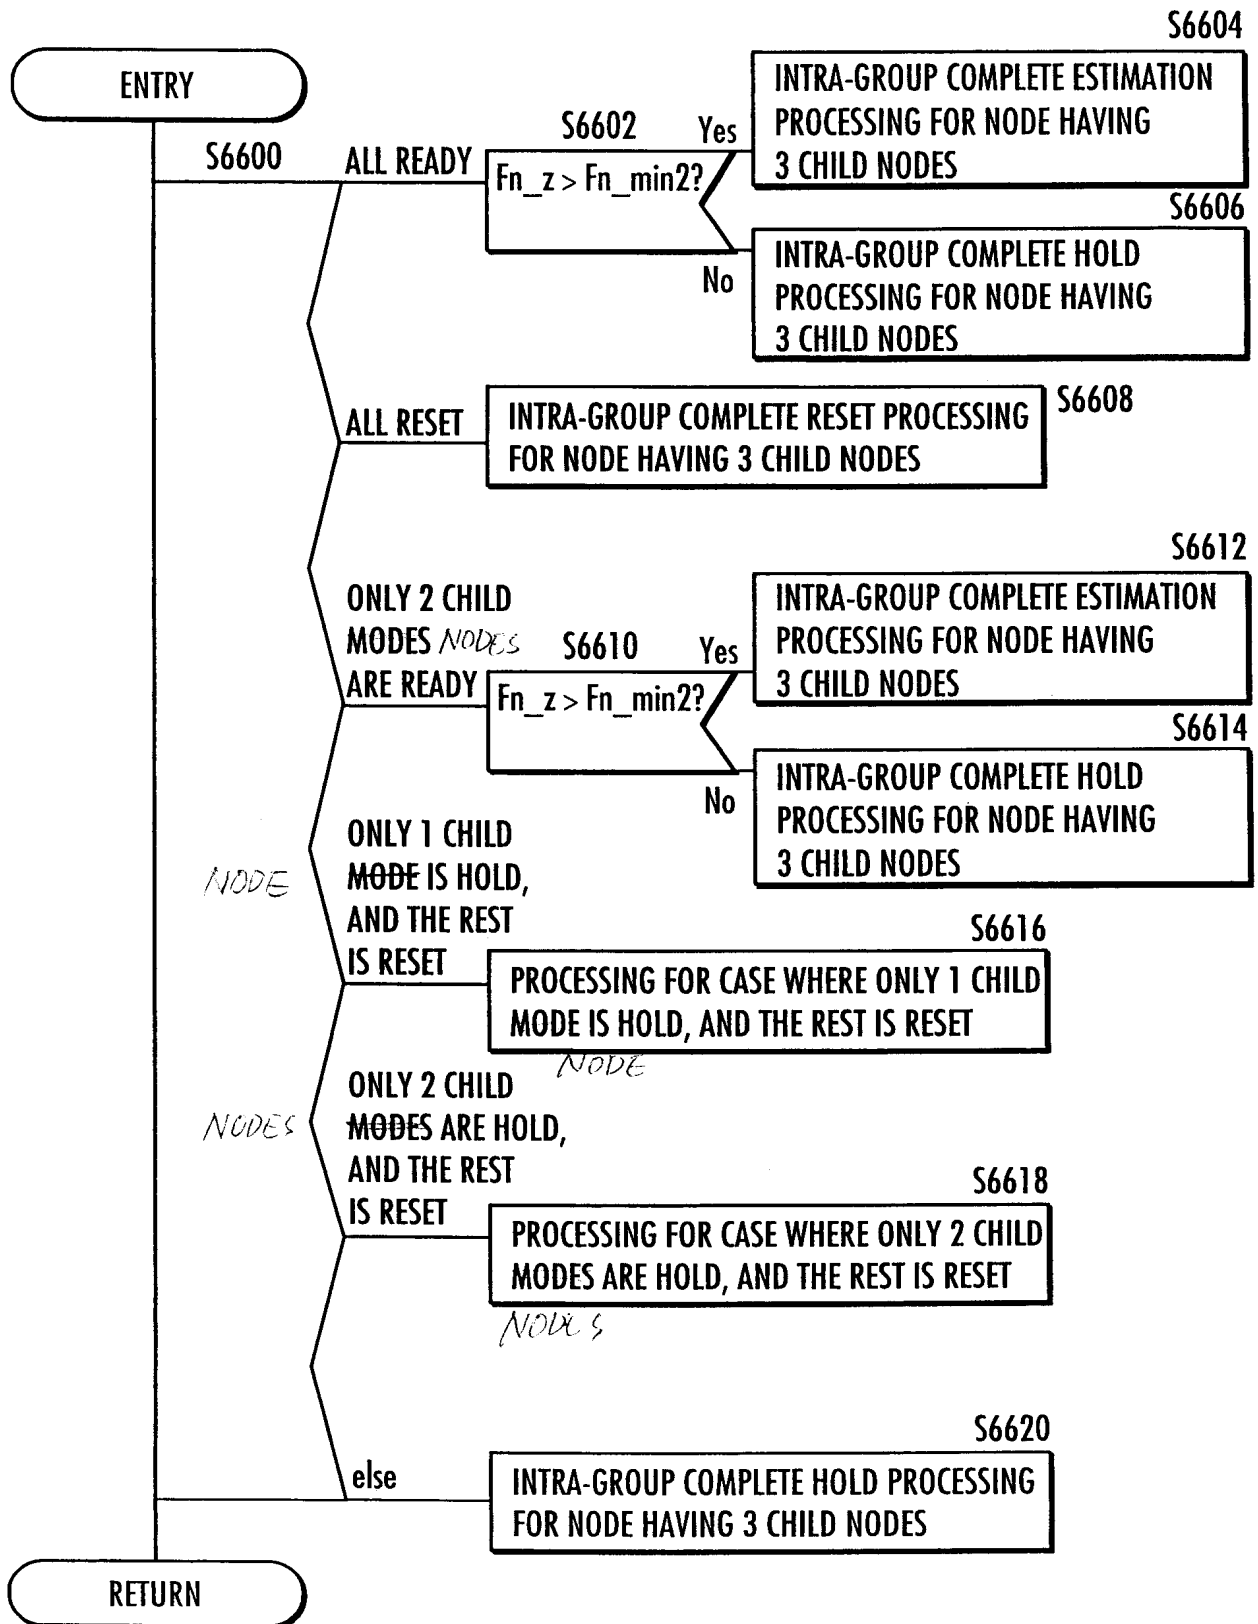 S6604
ENTRY
INTRA-GROUP COMPLETE ESTIMATION
PROCESSING FOR NODE HAVING
3 CHILD NODES
S6600
ALL READY
S6602
Yes
Fn_z > Fn_min2?
No
S6606
INTRA-GROUP COMPLETE HOLD
PROCESSING FOR NODE HAVING
3 CHILD NODES
ALL RESET
INTRA-GROUP COMPLETE RESET PROCESSING
FOR NODE HAVING 3 CHILD NODES
S6608
S6612
ONLY 2 CHILD
MODES NODES
ARE READY
S6610
Yes
Fn_z > Fn_min2?
No
INTRA-GROUP COMPLETE ESTIMATION
PROCESSING FOR NODE HAVING
3 CHILD NODES
S6614
INTRA-GROUP COMPLETE HOLD
PROCESSING FOR NODE HAVING
3 CHILD NODES
ONLY 1 CHILD
NODE MODE IS HOLD,
AND THE REST
IS RESET
S6616
PROCESSING FOR CASE WHERE ONLY 1 CHILD
MODE IS HOLD, AND THE REST IS RESET
NODE
ONLY 2 CHILD
NODES MODES ARE HOLD,
AND THE REST
IS RESET
S6618
PROCESSING FOR CASE WHERE ONLY 2 CHILD
MODES ARE HOLD, AND THE REST IS RESET
NODES
S6620
else
INTRA-GROUP COMPLETE HOLD PROCESSING
FOR NODE HAVING 3 CHILD NODES
RETURN